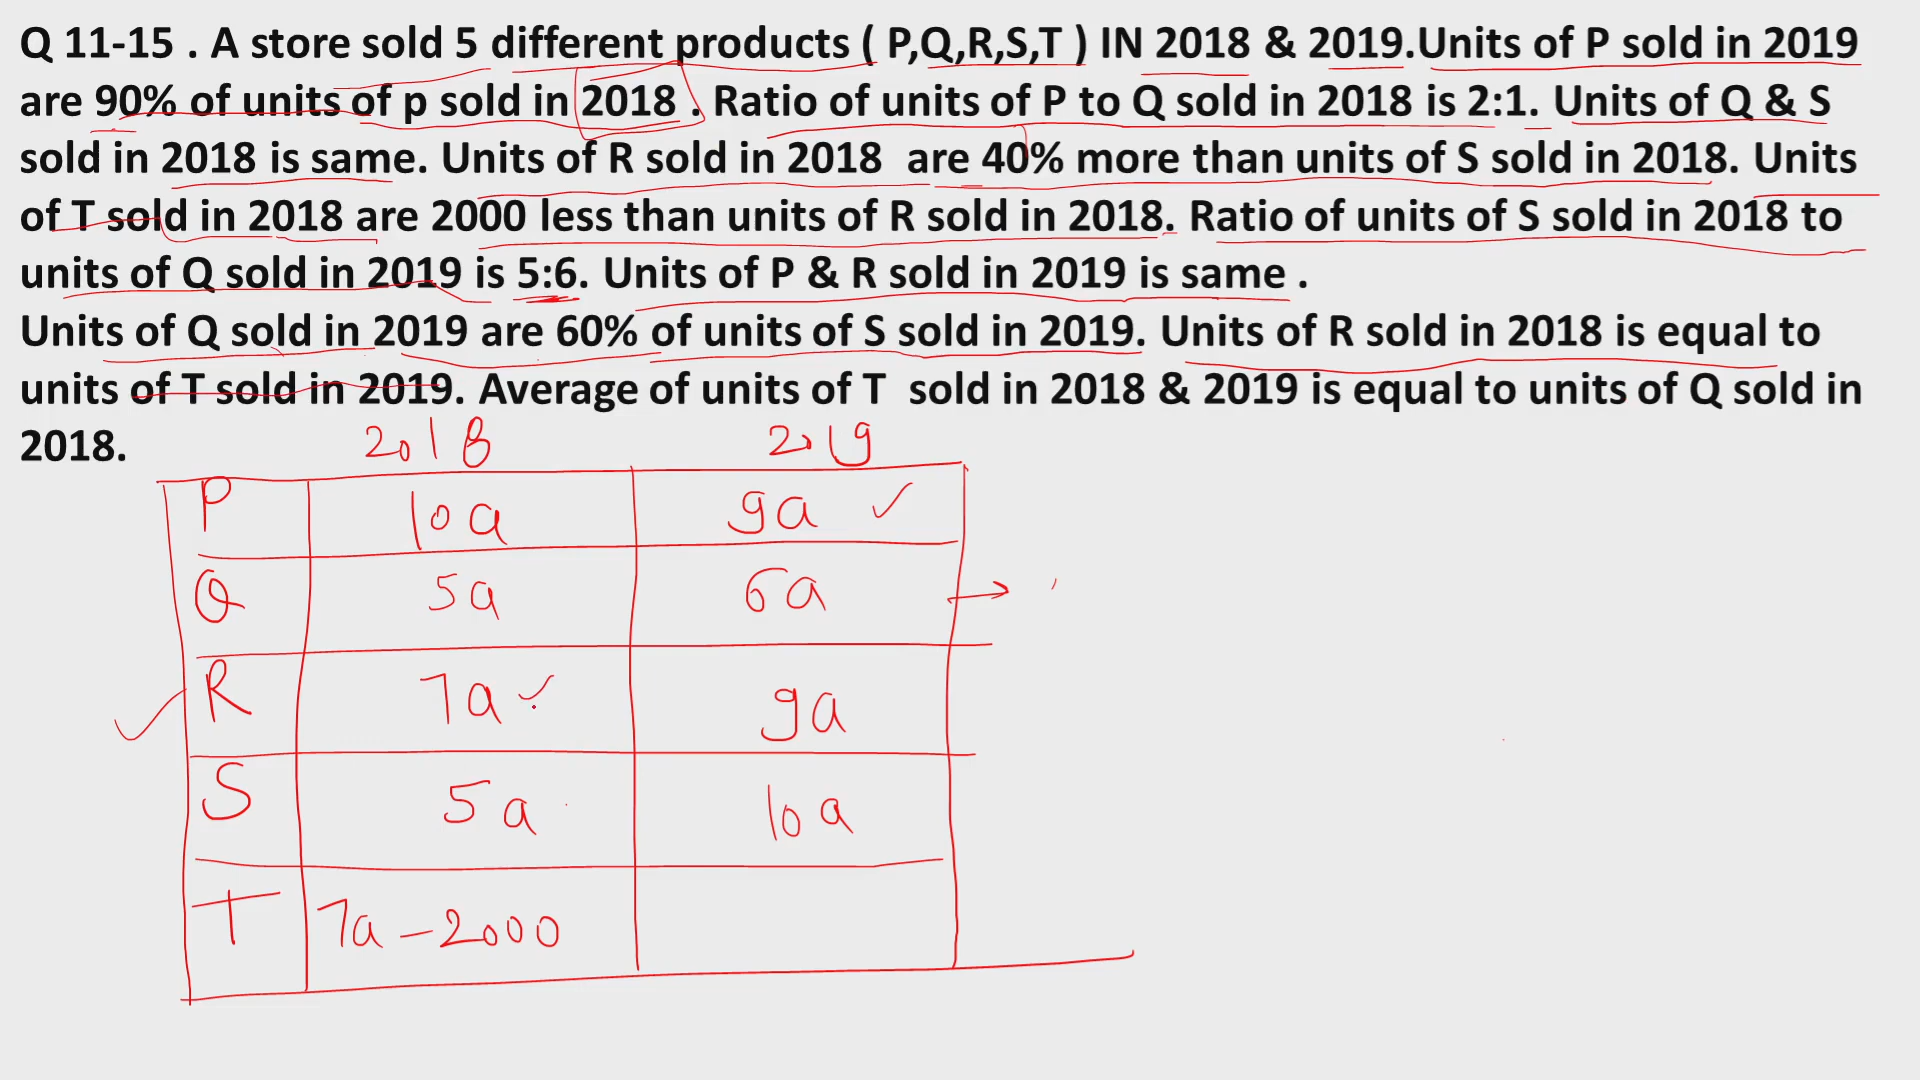 Q 11-15 . A store sold 5 different products ( P,Q,R,S,T ) IN 2018 & 2019.Units of P sold in 2019
are 90% of units of p sold in 2018 . Ratio of units of P to Q sold in 2018 is 2:1. Units of Q & S
sold in 2018 is same. Units of R sold in 2018 are 40% more than units of S sold in 2018. Units
of T sold in 2018 are 2000 less than units of R sold in 2018. Ratio of units of S sold in 2018 to
units of Q sold in 2019 is 5:6. Units of P & R sold in 2019 is same .
Units of Q sold in 2019 are 60% of units of S sold in 2019. Units of R sold in 2018 is equal to
units of T sold in 2019. Average of units of T sold in 2018 & 2019 is equal to units of Q sold in
2018.
2018 2019
P 10a 9a
Q 5a 6a
R 7a 9a
S 5a 10a
T 7a-2000